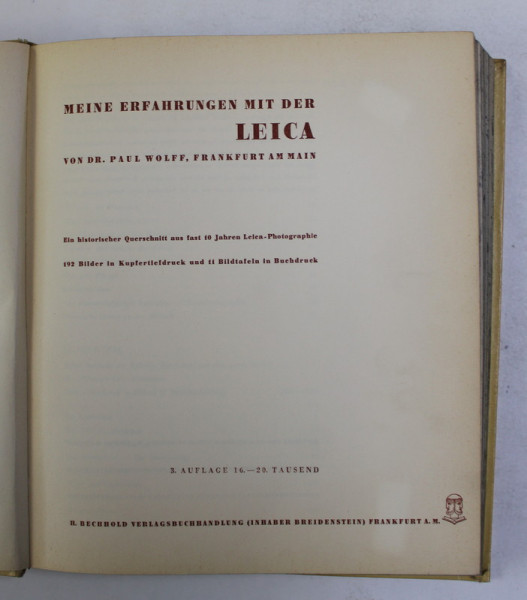 MEINE ERFAHRUNGEN MIT DER
LEICA
VON DR. PAUL WOLFF, FRANKFURT AM MAIN
Ein historischer Querschnitt aus fast 10 Jahren Leica-Photographie
192 Bilder in Kupfertiefdruck und 11 Bildtafeln in Buchdruck
3. AUFLAGE 16.—20. TAUSEND
H. BECHHOLD VERLAGSBUCHHANDLUNG (INHABER BREIDENSTEIN) FRANKFURT A. M.